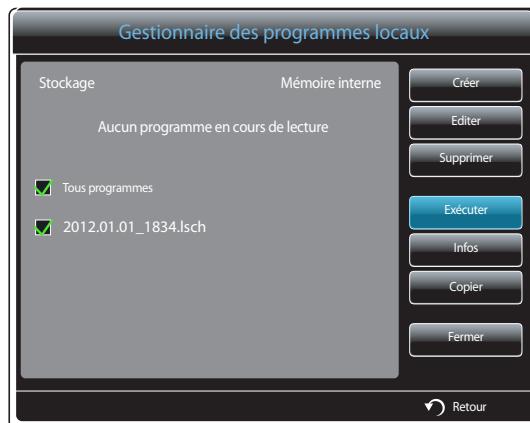 Gestionnaire des programmes locaux
Stockage Mémoire interne
Aucun programme en cours de lecture
Tous programmes
2012.01.01_1834.lsch
Créer
Editer
Supprimer
Exécuter
Infos
Copier
Fermer
Retour